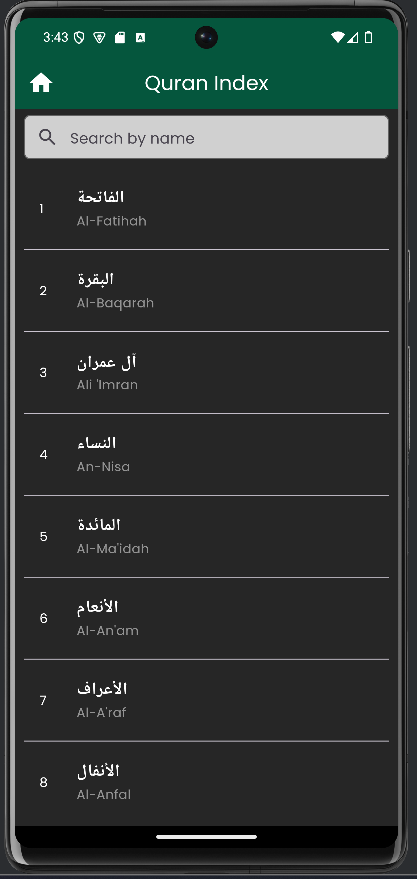 3:43
Quran Index
Search by name
1
الفاتحة
Al-Fatihah
2
البقرة
Al-Baqarah
3
آل عمران
Ali 'Imran
4
النساء
An-Nisa
5
المائدة
Al-Ma'idah
6
الأنعام
Al-An'am
7
الأعراف
Al-A'raf
8
الأنفال
Al-Anfal